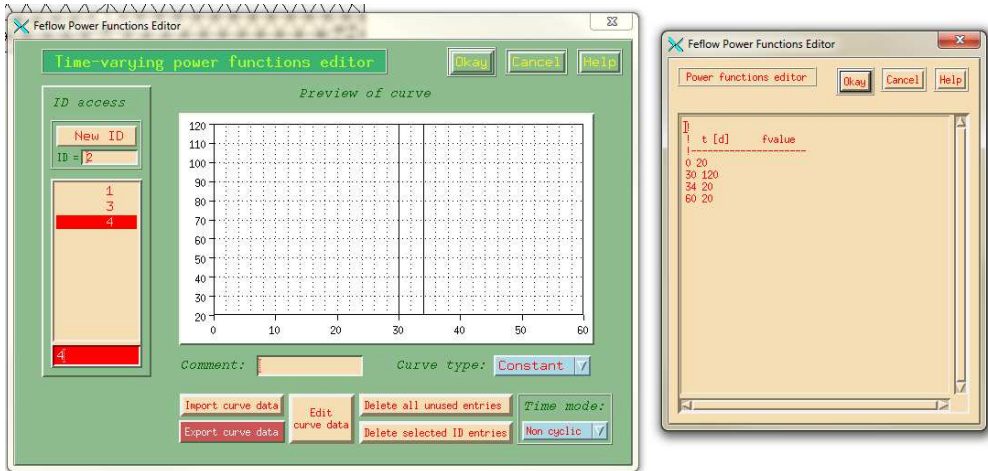 Feflow Power Functions Editor
Time-varying power functions editor
Okay
Cancel
Help
ID access
New ID
ID = 2
1
3
4
4
Preview of curve
120
110
100
90
80
70
60
50
40
30
20
0 10 20 30 40 50 60
Comment:
Curve type: Constant
Import curve data
Export curve data
Edit
curve data
Delete all unused entries
Delete selected ID entries
Time mode:
Non cyclic
Feflow Power Functions Editor
Power functions editor
Okay
Cancel
Help
!
! t [d] fvalue
!---------------------
0 20
30 120
34 20
60 20